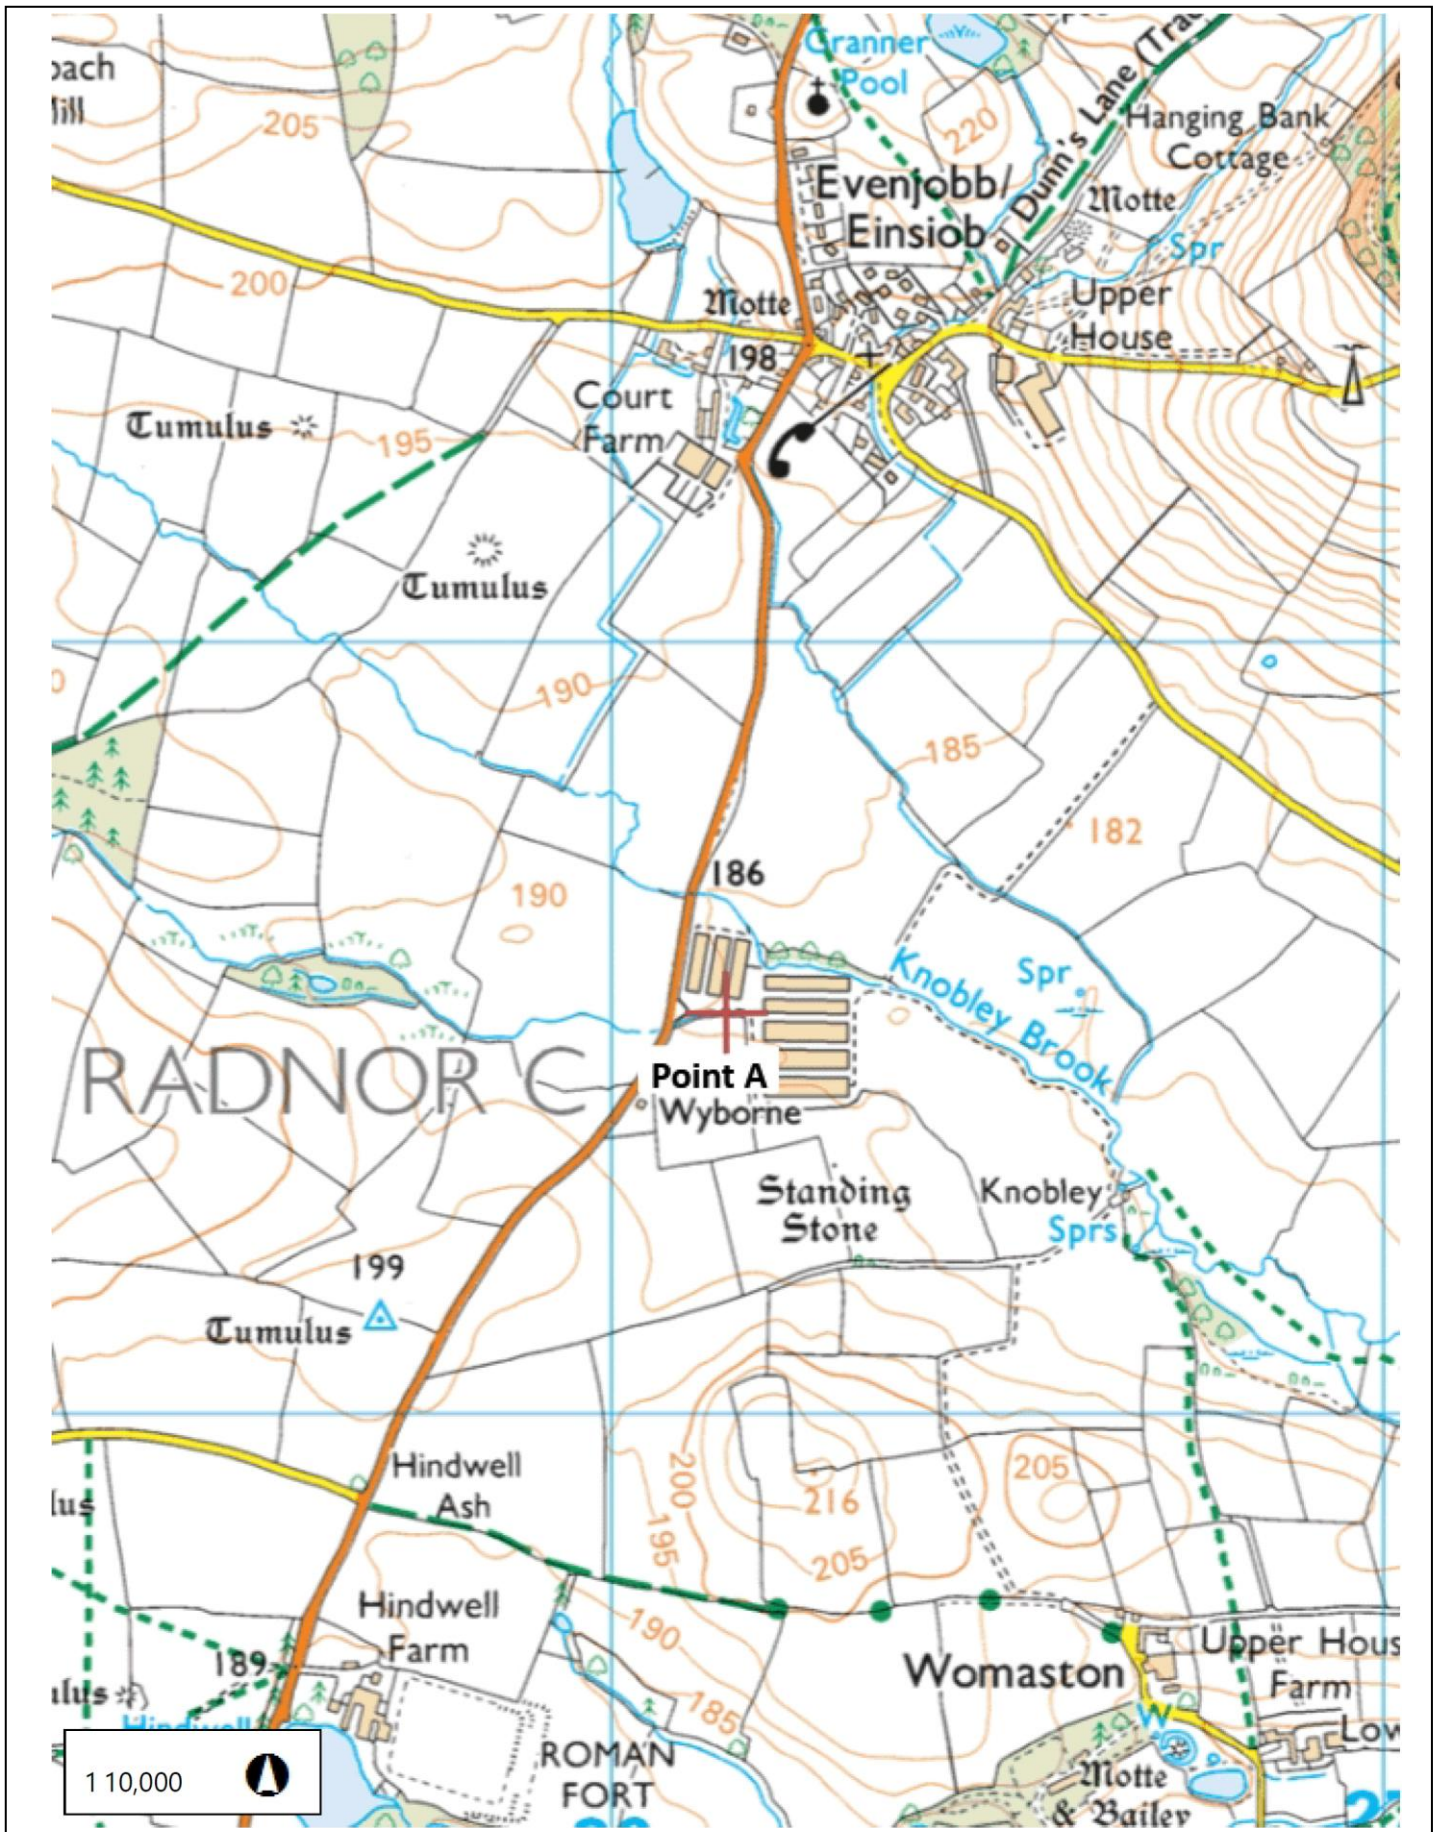 Cranner
Pool
205
220
Dunn's Lane (Trac
Hanging Bank
Cottage
Evenjobb/
Einsiob
Motte
Spr
200
Motte
Upper
House
198
Court
Farm
Tumulus
195
Tumulus
190
185
182
186
190
Knobley Brook
Spr
RADNOR C
Point A
Wyborne
Standing
Stone
Knobley
Sprs
199
Tumulus
Hindwell
Ash
200
216
205
195
205
Hindwell
Farm
190
189
Womaston
Upper Hous
Farm
185
Hindwell
W
Low
ROMAN
FORT
Motte
& Bailey
1 10,000